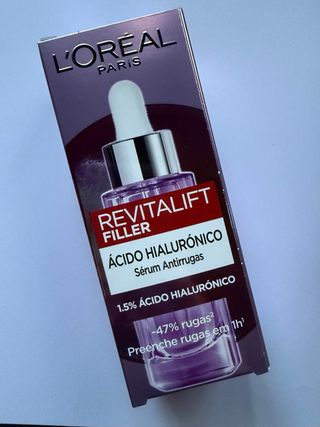 L'ORÉAL
PARIS
REVITALIFT
FILLER
ÁCIDO HIALURÓNICO
Sérum Antirrugas
1.5% ÁCIDO HIALURÓNICO
-47% rugas²
Preenche rugas em 1h¹